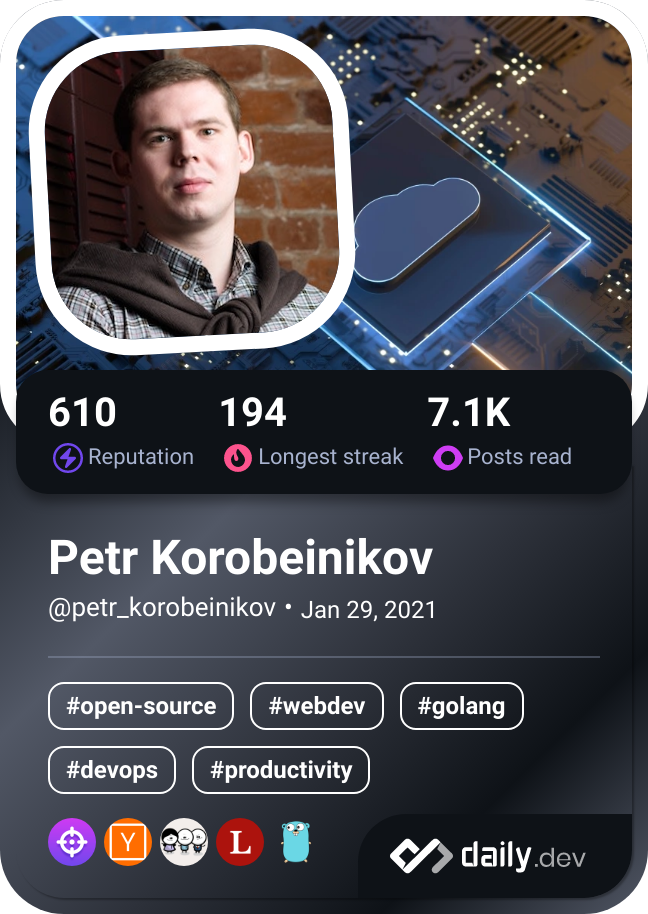 610 194 7.1K
Reputation Longest streak Posts read
Petr Korobeinikov
@petr_korobeinikov • Jan 29, 2021
#open-source #webdev #golang
#devops #productivity
Y L daily.dev